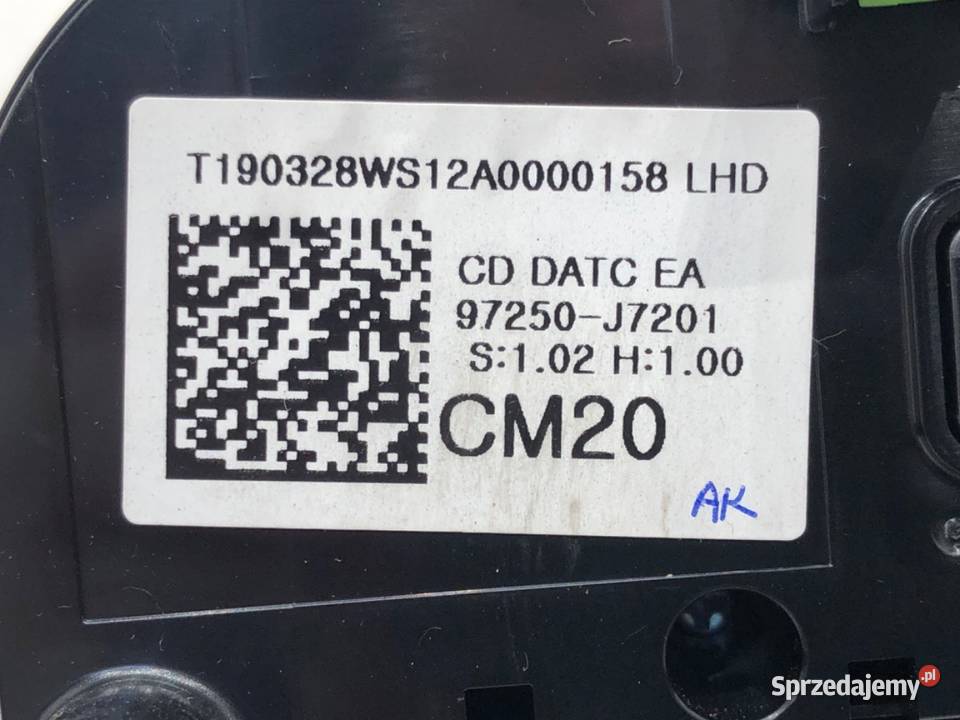 T190328WS12A0000158 LHD
CD DATC EA
97250-J7201
S:1.02 H:1.00
CM20
AK
Sprzedajemy.pl